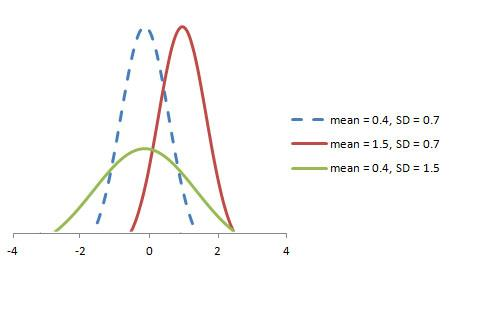 mean = 0.4, SD = 0.7
mean = 1.5, SD = 0.7
mean = 0.4, SD = 1.5
-4 -2 0 2 4